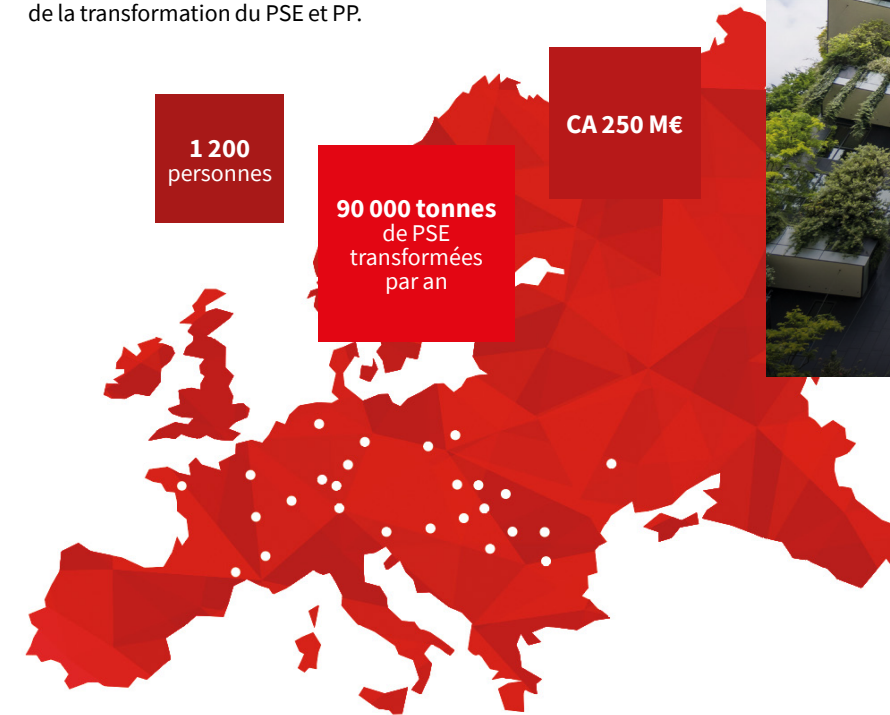 de la transformation du PSE et PP.
1 200
personnes
90 000 tonnes
de PSE
transformées
par an
CA 250 M€